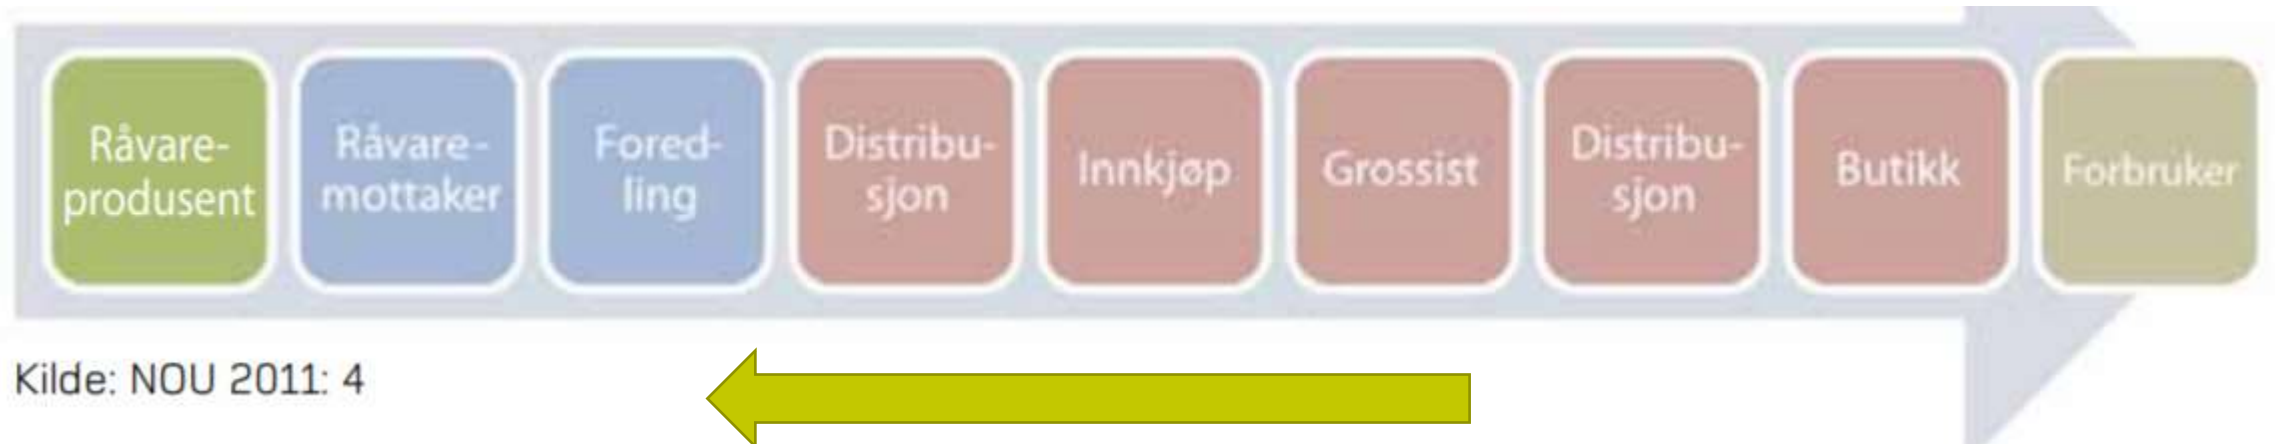 Råvare-
produsent
Råvare-
mottaker
Fored-
ling
Distribu-
sjon
Innkjøp
Grossist
Distribu-
sjon
Butikk
Forbruker
Kilde: NOU 2011: 4